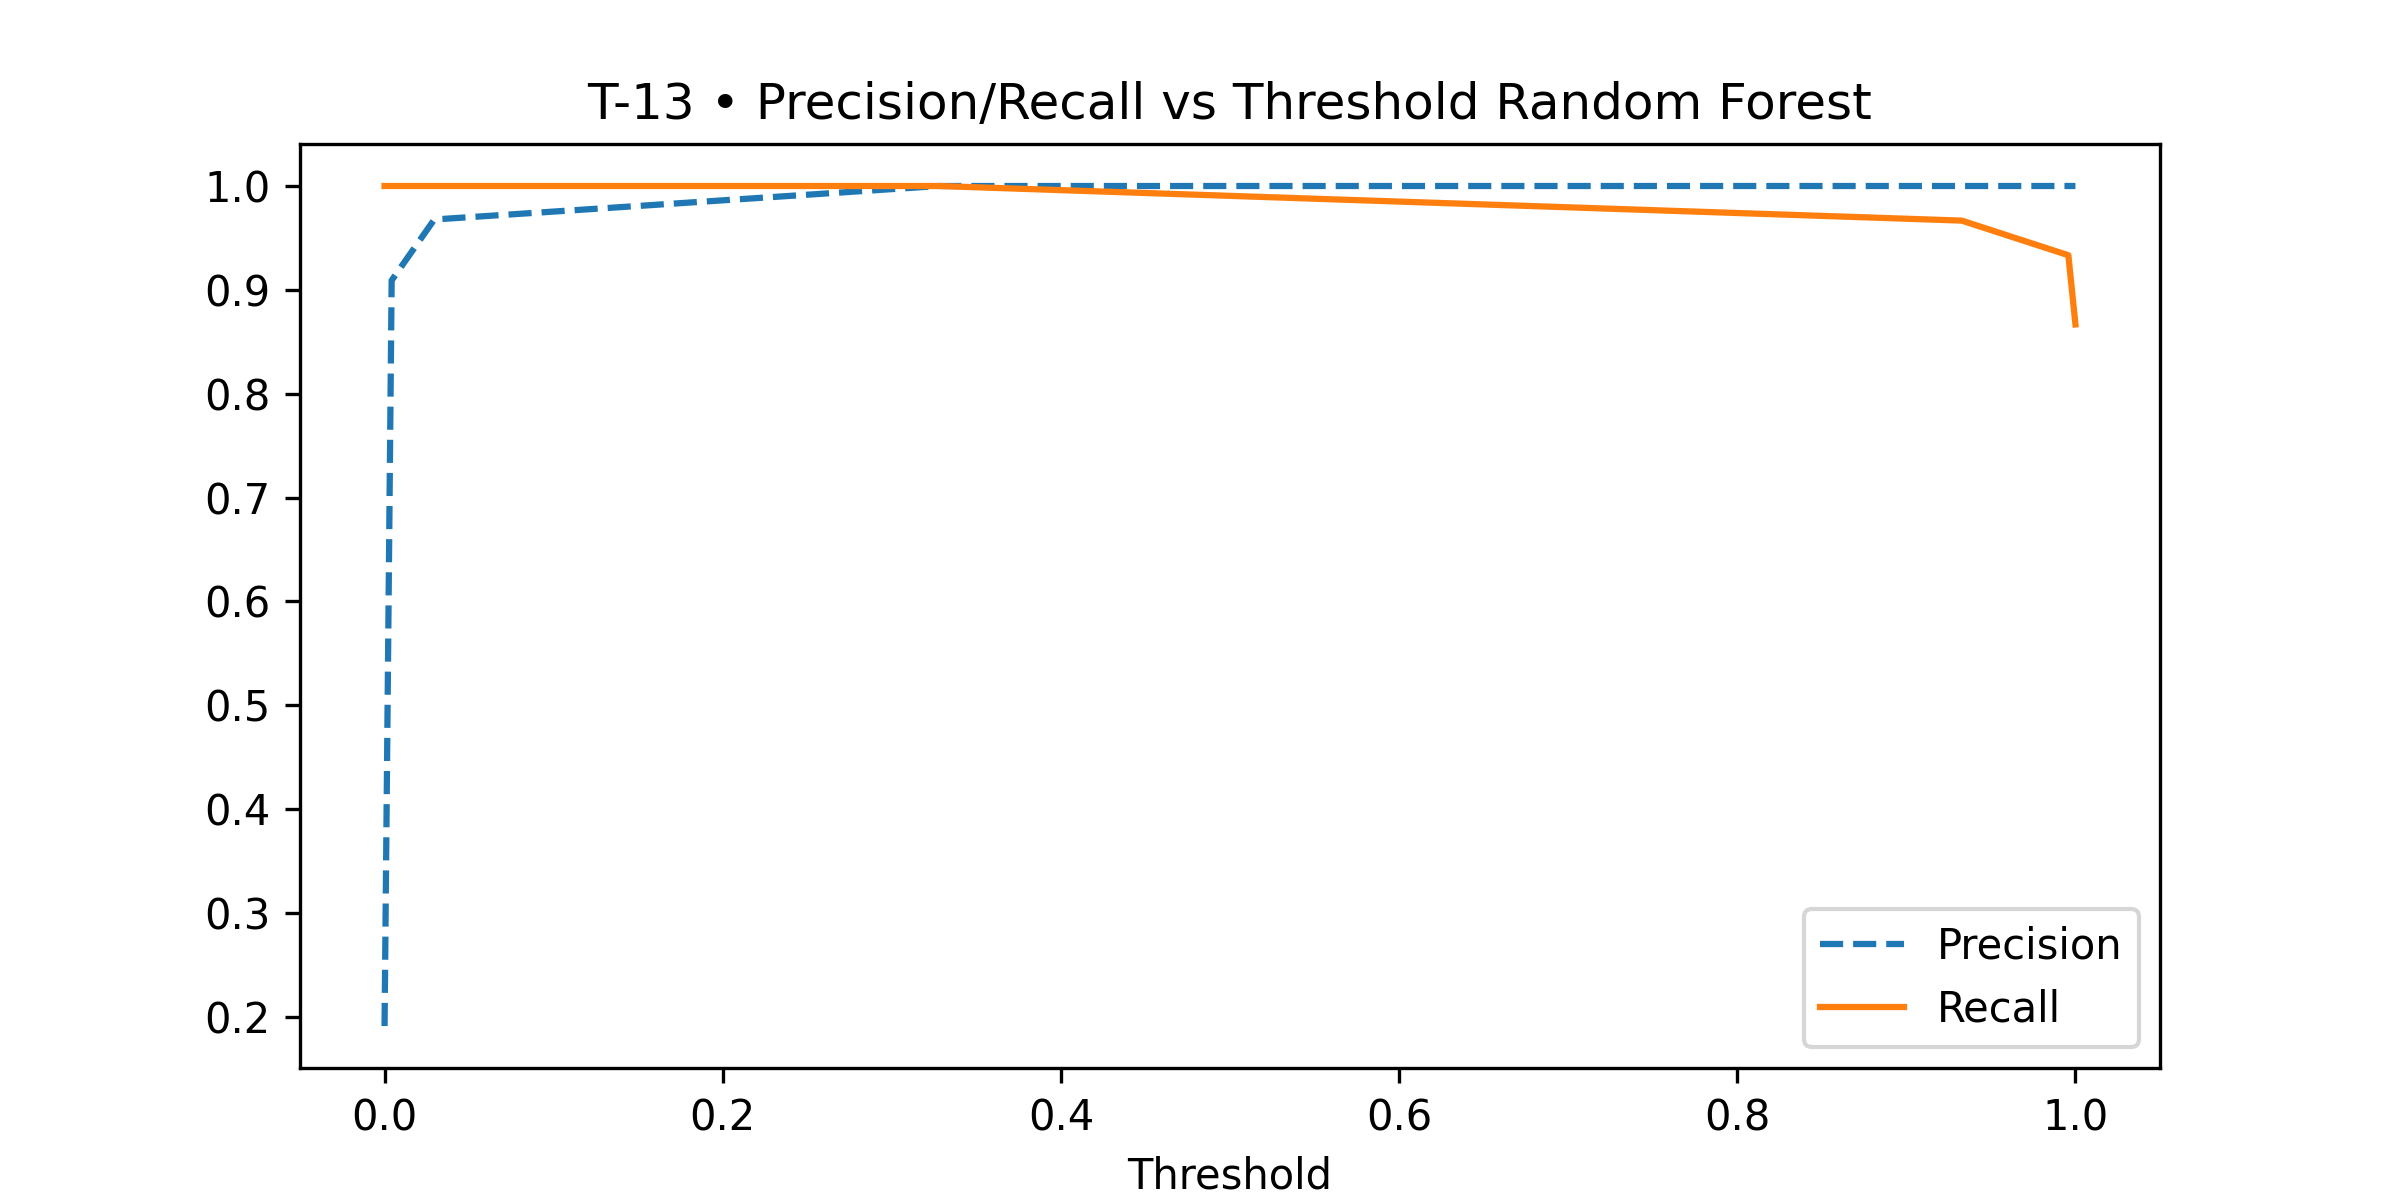 T-13 • Precision/Recall vs Threshold Random Forest
1.0
0.9
0.8
0.7
0.6
0.5
0.4
0.3
0.2
Precision
Recall
0.0 0.2 0.4 0.6 0.8 1.0
Threshold